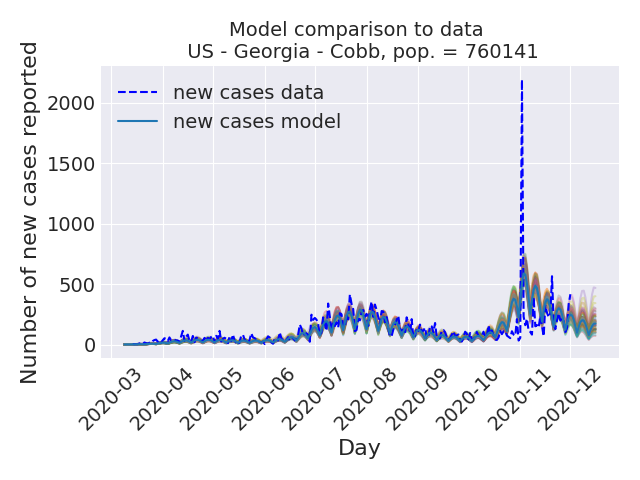 Model comparison to data
US - Georgia - Cobb, pop. = 760141
Number of new cases reported
2000
1500
1000
500
0
new cases data
new cases model
2020-03
2020-04
2020-05
2020-06
2020-07
2020-08
2020-09
2020-10
2020-11
2020-12
Day